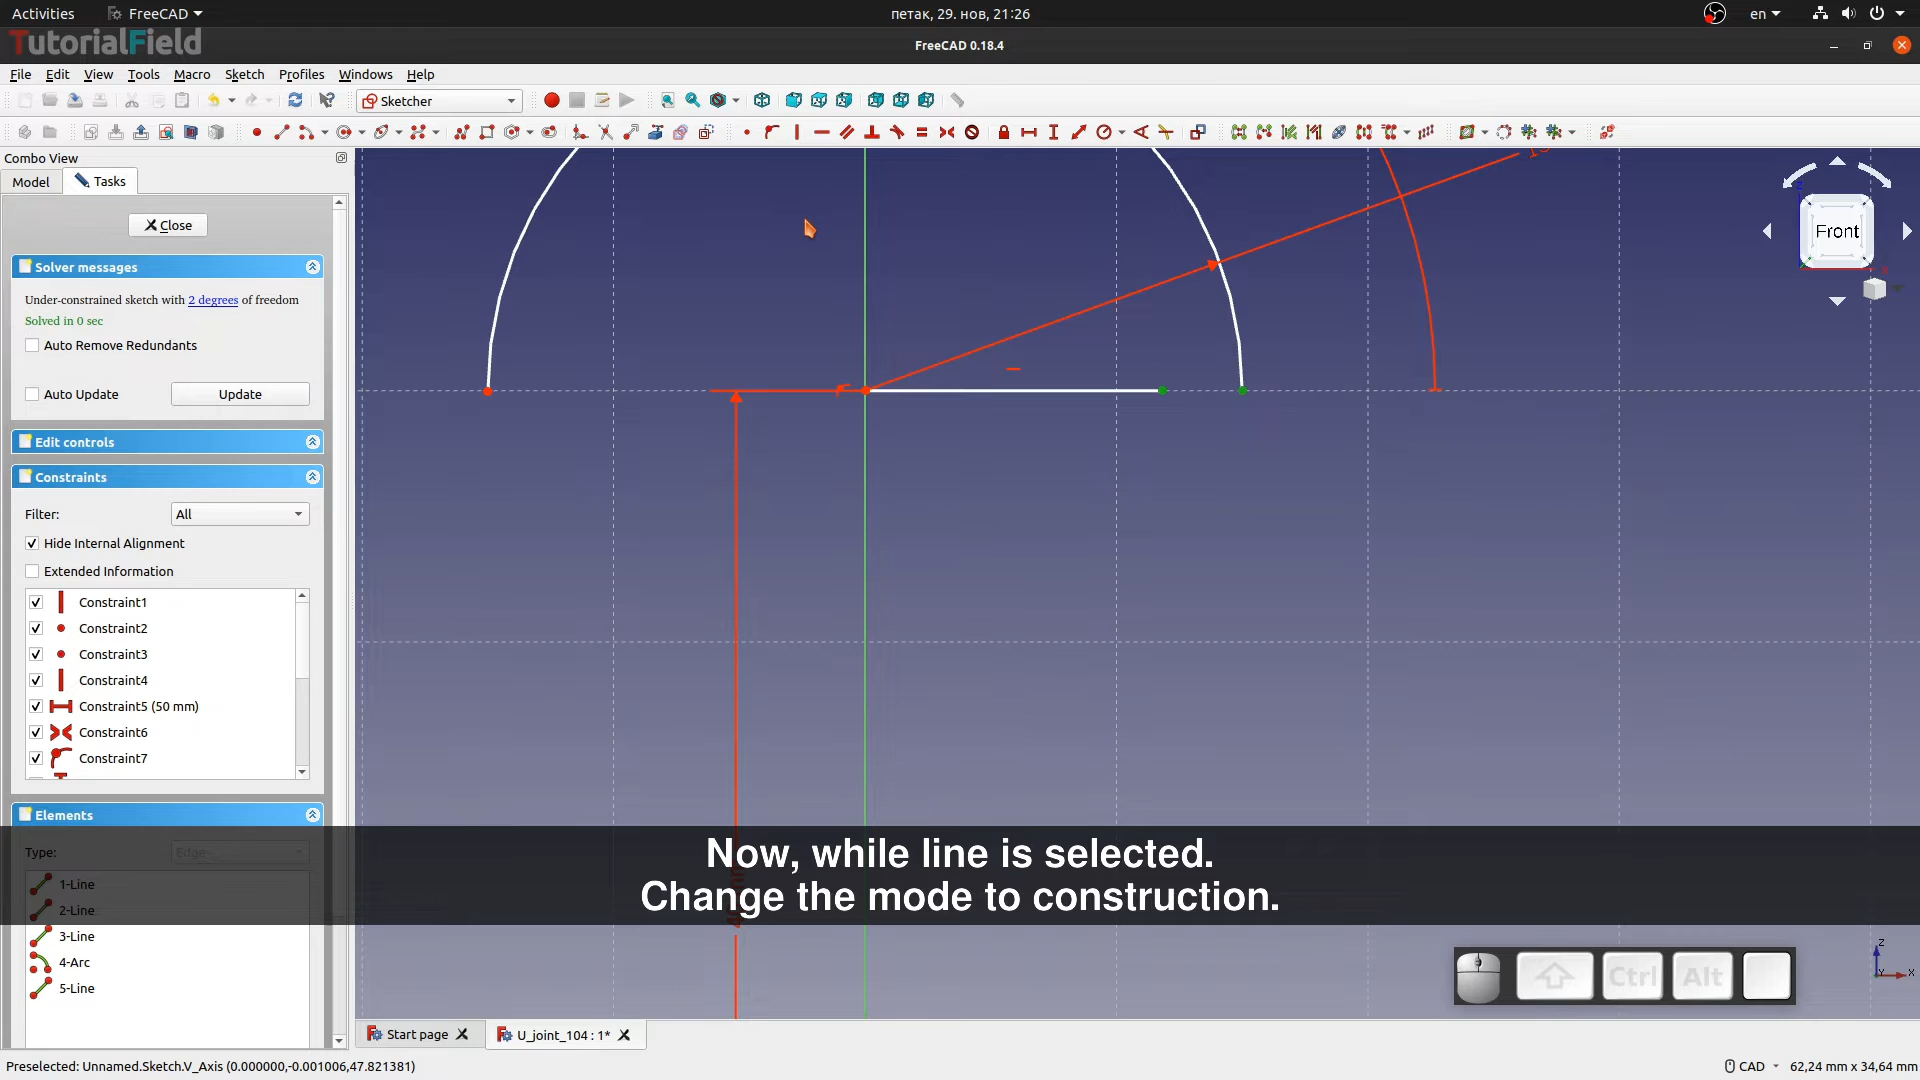 Activities
FreeCAD
петак, 29. нов, 21:26
en
TutorialField
FreeCAD 0.18.4
File Edit View Tools Macro Sketch Profiles Windows Help
Sketcher
Combo View
Model
Tasks
Close
Solver messages
Under-constrained sketch with 2 degrees of freedom
Solved in 0 sec
Auto Remove Redundants
Auto Update
Update
Edit controls
Constraints
Filter:
All
Hide Internal Alignment
Extended Information
Constraint1
Constraint2
Constraint3
Constraint4
Constraint5 (50 mm)
Constraint6
Constraint7
Elements
Type:
Edge
1-Line
2-Line
3-Line
4-Arc
5-Line
Front
Now, while line is selected.
Change the mode to construction.
Ctrl
Alt
Start page
U_joint_104 : 1*
Preselected: Unnamed.Sketch.V_Axis (0.000000,-0.001006,47.821381)
CAD
62,24 mm x 34,64 mm